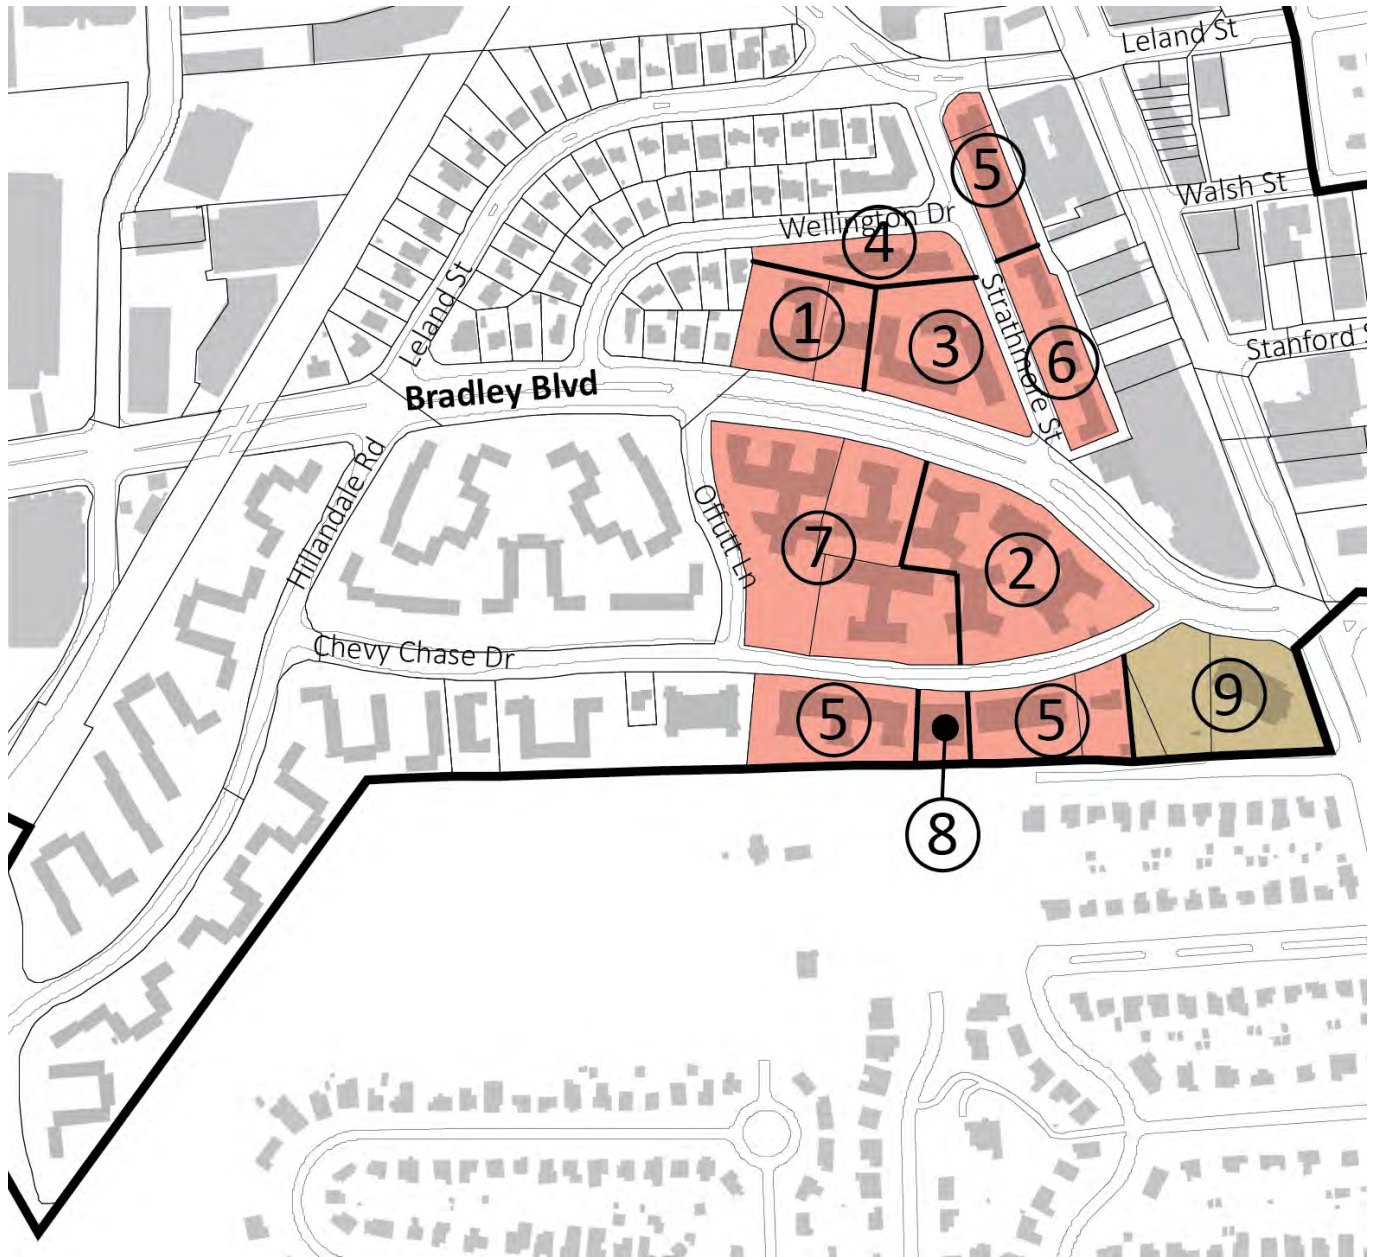 Leland St
5
Walsh St
Wellington Dr
4
Leland St
1
3
Strathmore St
6
Stanford S
Bradley Blvd
Hillandale Rd
Offutt Ln
7
2
Chevy Chase Dr
5
5
9
8